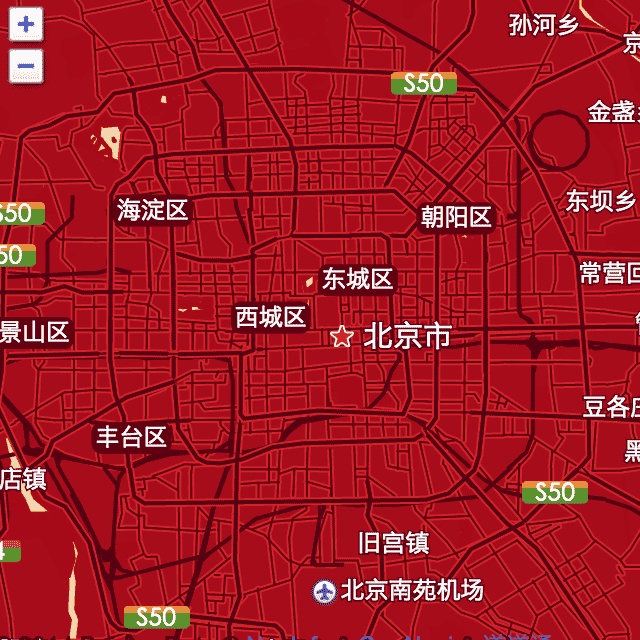 +
孙河乡
−
S50
金盏
S50
海淀区
朝阳区
东坝乡
50
东城区
常营回
西城区
景山区
北京市
豆各庄
丰台区
店镇
S50
旧宫镇
4
北京南苑机场
S50